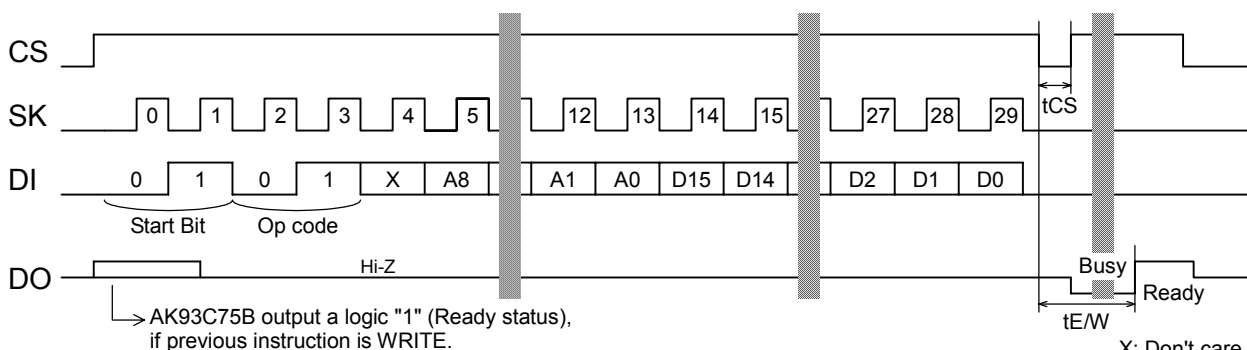 CS
tCS
SK 0 1 2 3 4 5 12 13 14 15 27 28 29
DI 0 1 0 1 X A8 A1 A0 D15 D14 D2 D1 D0
Start Bit Op code
DO Hi-Z Busy Ready
tE/W
AK93C75B output a logic "1" (Ready status),
if previous instruction is WRITE.
X: Don't care